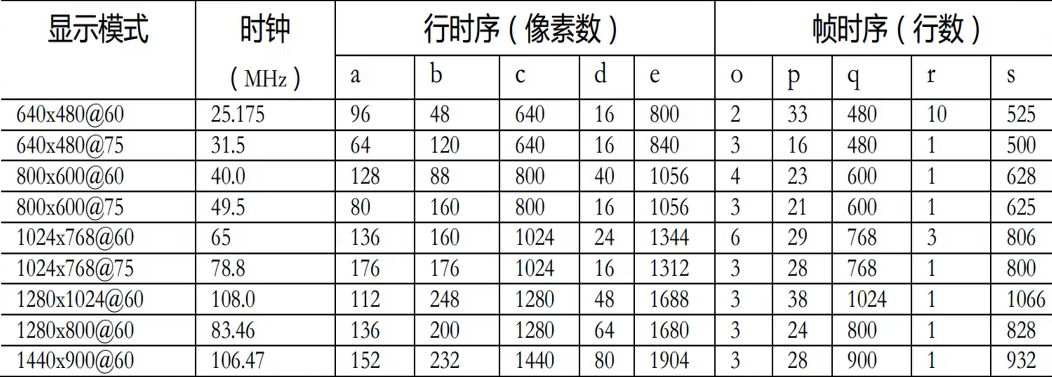 显示模式 时钟 行时序（像素数） 帧时序（行数）
（MHz） a b c d e o p q r s
640x480@60 25.175 96 48 640 16 800 2 33 480 10 525
640x480@75 31.5 64 120 640 16 840 3 16 480 1 500
800x600@60 40.0 128 88 800 40 1056 4 23 600 1 628
800x600@75 49.5 80 160 800 16 1056 3 21 600 1 625
1024x768@60 65 136 160 1024 24 1344 6 29 768 3 806
1024x768@75 78.8 176 176 1024 16 1312 3 28 768 1 800
1280x1024@60 108.0 112 248 1280 48 1688 3 38 1024 1 1066
1280x800@60 83.46 136 200 1280 64 1680 3 24 800 1 828
1440x900@60 106.47 152 232 1440 80 1904 3 28 900 1 932